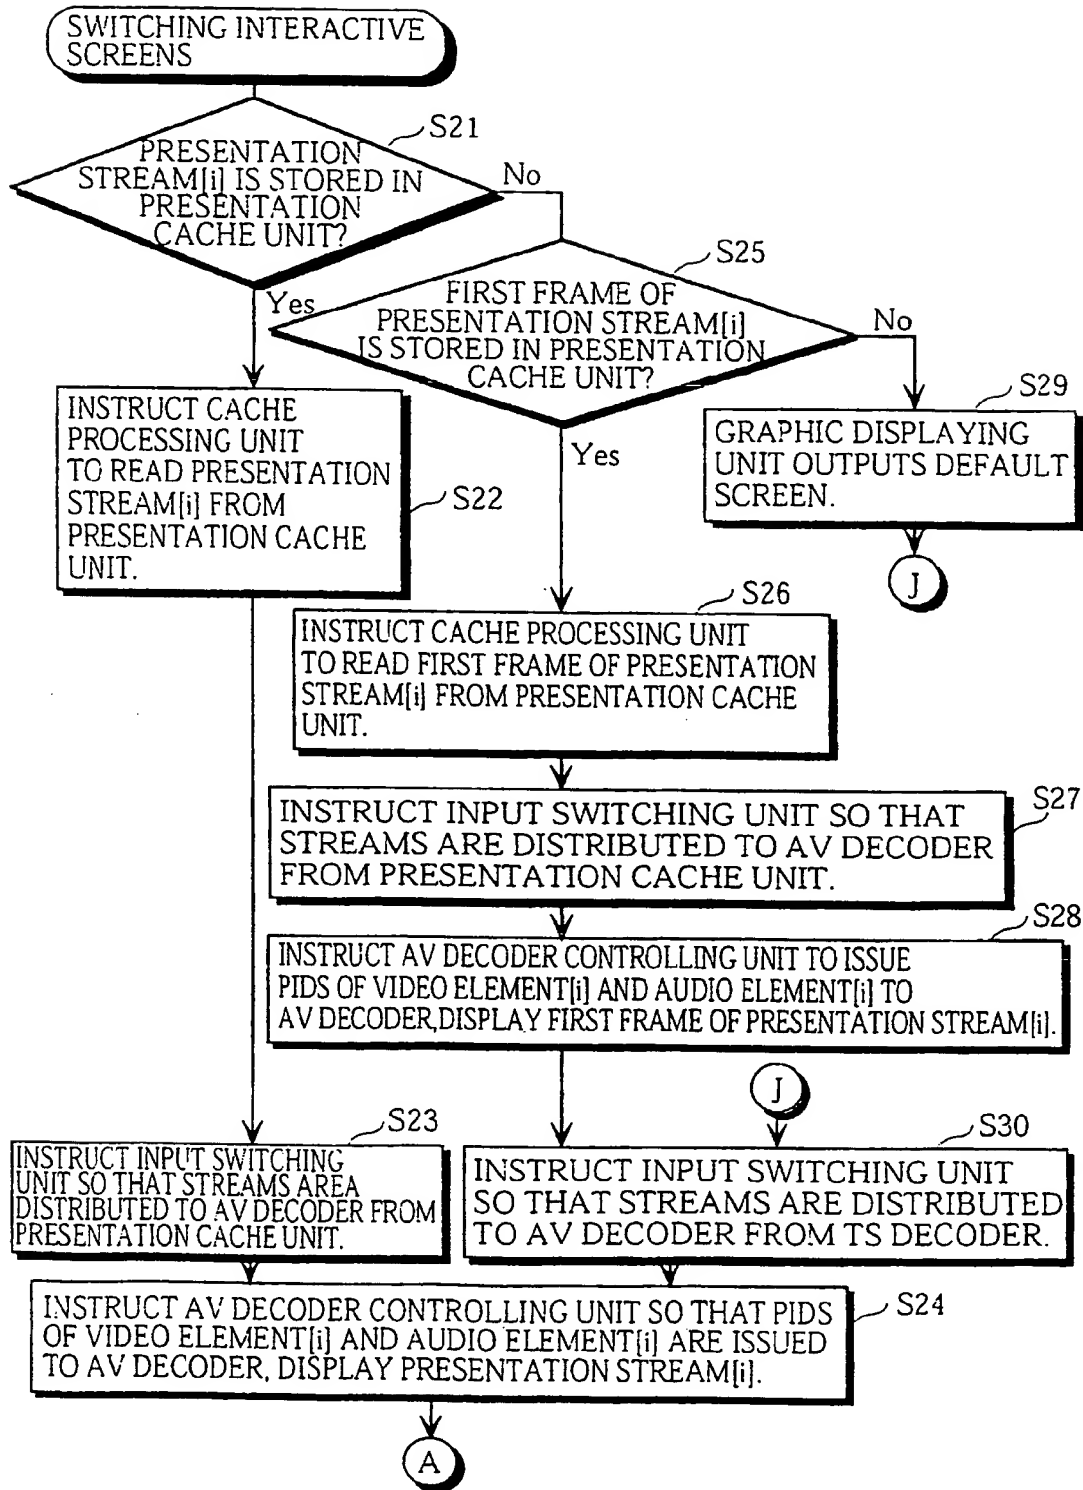 SWITCHING INTERACTIVE
SCREENS
S21
PRESENTATION
STREAM[i] IS STORED IN
PRESENTATION
CACHE UNIT?
No
Yes
S25
FIRST FRAME OF
PRESENTATION STREAM[i]
IS STORED IN PRESENTATION
CACHE UNIT?
No
Yes
S29
GRAPHIC DISPLAYING
UNIT OUTPUTS DEFAULT
SCREEN.
J
INSTRUCT CACHE
PROCESSING UNIT
TO READ PRESENTATION
STREAM[i] FROM
PRESENTATION CACHE
UNIT.
S22
S26
INSTRUCT CACHE PROCESSING UNIT
TO READ FIRST FRAME OF PRESENTATION
STREAM[i] FROM PRESENTATION CACHE
UNIT.
S27
INSTRUCT INPUT SWITCHING UNIT SO THAT
STREAMS ARE DISTRIBUTED TO AV DECODER
FROM PRESENTATION CACHE UNIT.
S28
INSTRUCT AV DECODER CONTROLLING UNIT TO ISSUE
PIDS OF VIDEO ELEMENT[i] AND AUDIO ELEMENT[i] TO
AV DECODER,DISPLAY FIRST FRAME OF PRESENTATION STREAM[i].
J
S23
INSTRUCT INPUT SWITCHING
UNIT SO THAT STREAMS AREA
DISTRIBUTED TO AV DECODER FROM
PRESENTATION CACHE UNIT.
S30
INSTRUCT INPUT SWITCHING UNIT
SO THAT STREAMS ARE DISTRIBUTED
TO AV DECODER FROM TS DECODER.
S24
INSTRUCT AV DECODER CONTROLLING UNIT SO THAT PIDS
OF VIDEO ELEMENT[i] AND AUDIO ELEMENT[i] ARE ISSUED
TO AV DECODER, DISPLAY PRESENTATION STREAM[i].
A